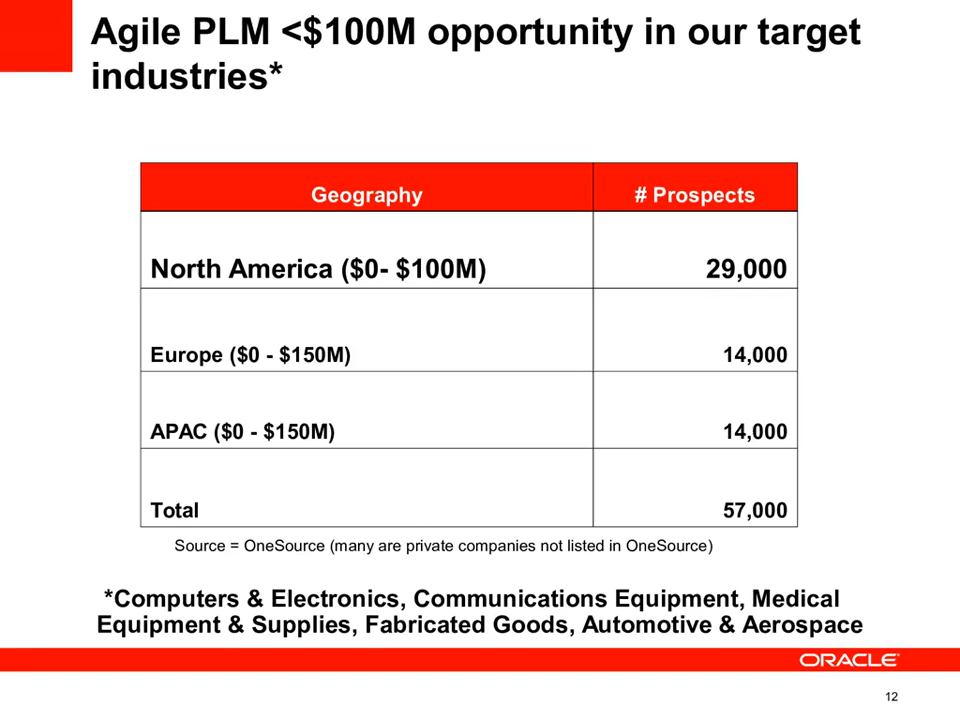 Agile PLM <$100M opportunity in our target
industries*
Geography # Prospects
North America ($0- $100M) 29,000
Europe ($0 - $150M) 14,000
APAC ($0 - $150M) 14,000
Total 57,000
Source = OneSource (many are private companies not listed in OneSource)
*Computers & Electronics, Communications Equipment, Medical
Equipment & Supplies, Fabricated Goods, Automotive & Aerospace
ORACLE®
12